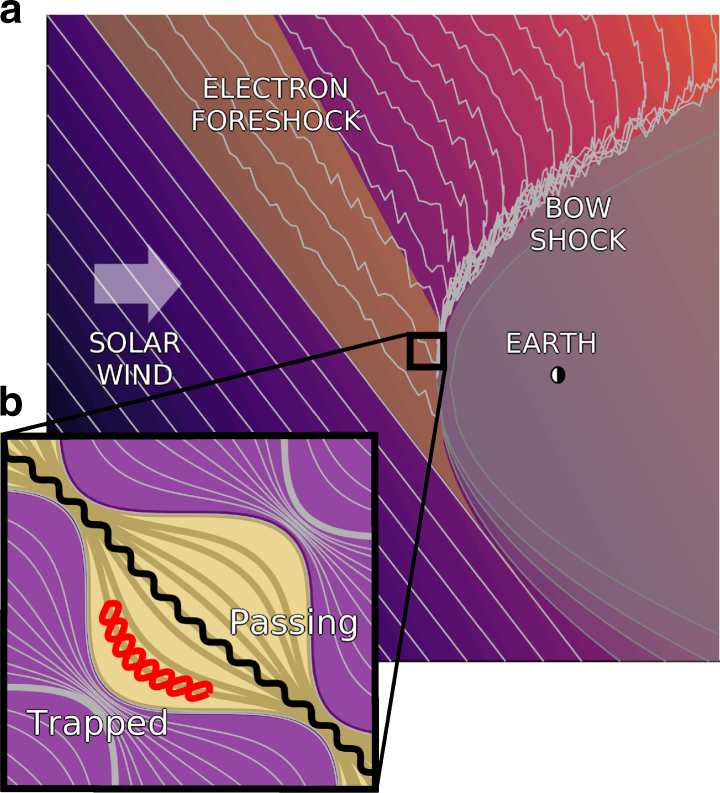 a
ELECTRON
FORESHOCK
BOW
SHOCK
SOLAR
WIND
EARTH
b
Passing
Trapped